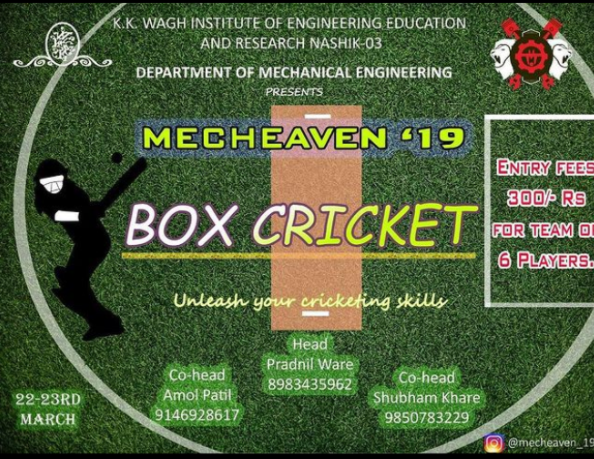 K.K. WAGH INSTITUTE OF ENGINEERING EDUCATION
AND RESEARCH NASHIK-03
DEPARTMENT OF MECHANICAL ENGINEERING
PRESENTS
MECHEAVEN ‘19
BOX CRICKET
Unleash your cricketing skills
ENTRY FEES
300/- RS
FOR TEAM OF
6 PLAYERS.
Head
Pradnil Ware
8983435962
Co-head
Amol Patil
9146928617
Co-head
Shubham Khare
9850783229
22-23RD
MARCH
@mecheaven_19